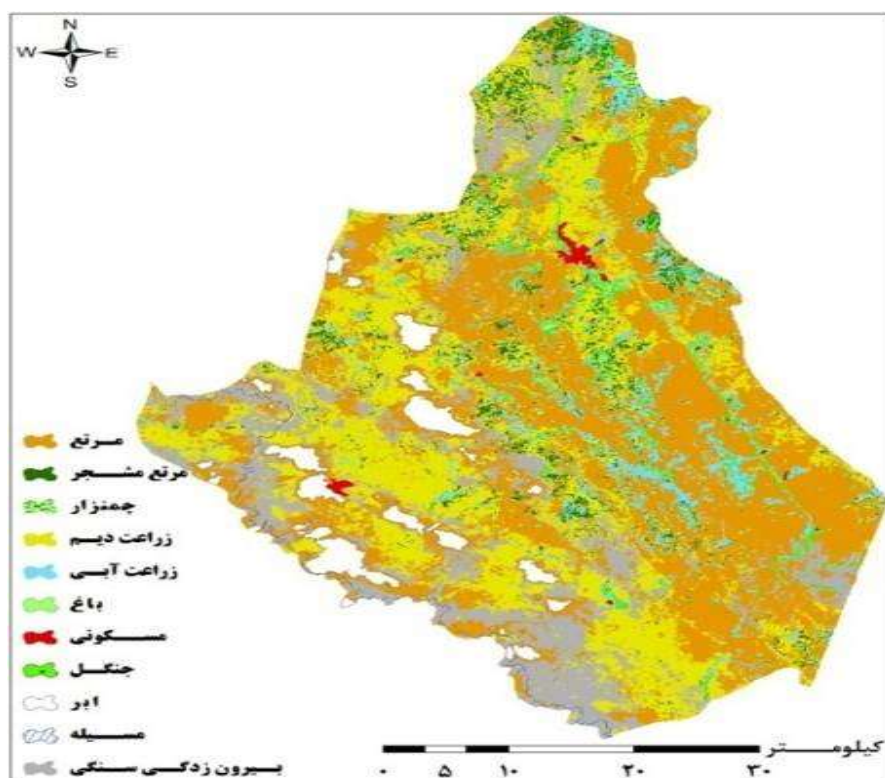 N
W E
S
مرتع
مرتع مشجر
چمنزار
زراعت دیم
زراعت آبی
باغ
مسکونی
جنگل
ابر
مسیله
بیرون زدگی سنگی
کیلومتر
۰ ۵ ۱۰ ۲۰ ۳۰